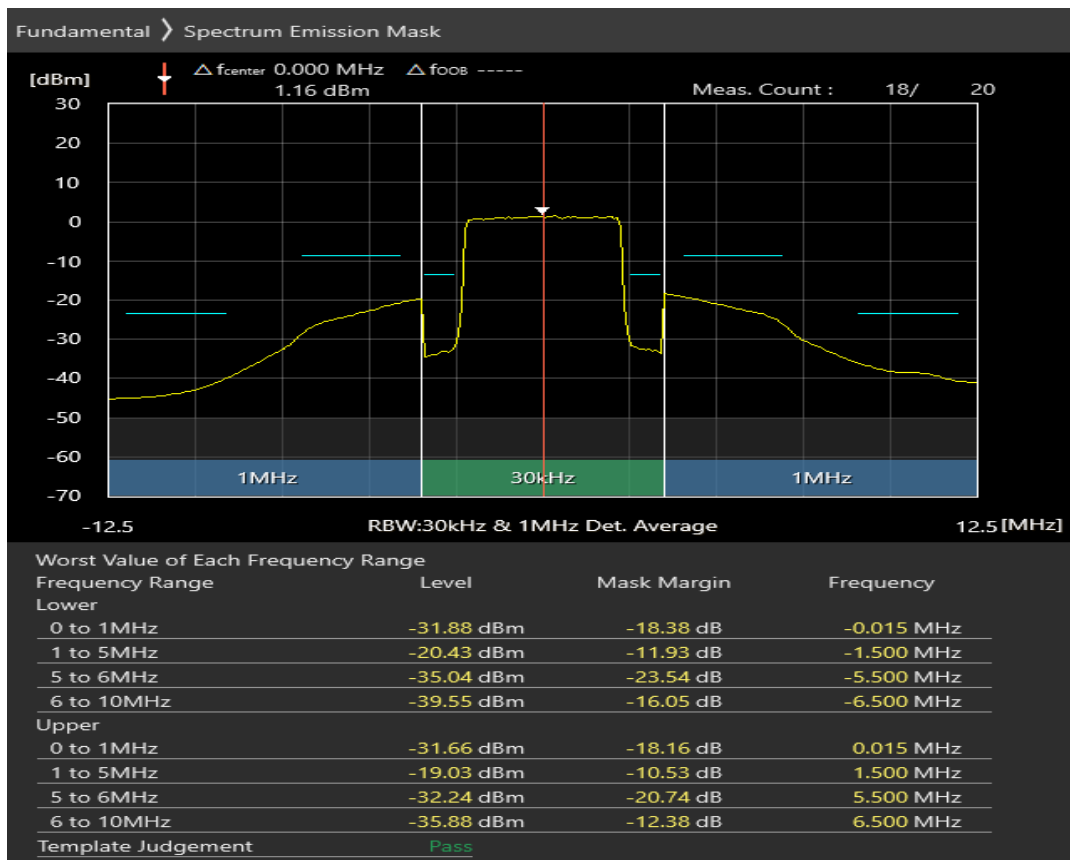 Fundamental ❯ Spectrum Emission Mask
[dBm] △ fcenter 0.000 MHz △ fOOB -----
1.16 dBm Meas. Count : 18/ 20
30
20
10
0
-10
-20
-30
-40
-50
-60
-70
1MHz 30kHz 1MHz
-12.5 RBW:30kHz & 1MHz Det. Average 12.5 [MHz]
Worst Value of Each Frequency Range
Frequency Range Level Mask Margin Frequency
Lower
0 to 1MHz -31.88 dBm -18.38 dB -0.015 MHz
1 to 5MHz -20.43 dBm -11.93 dB -1.500 MHz
5 to 6MHz -35.04 dBm -23.54 dB -5.500 MHz
6 to 10MHz -39.55 dBm -16.05 dB -6.500 MHz
Upper
0 to 1MHz -31.66 dBm -18.16 dB 0.015 MHz
1 to 5MHz -19.03 dBm -10.53 dB 1.500 MHz
5 to 6MHz -32.24 dBm -20.74 dB 5.500 MHz
6 to 10MHz -35.88 dBm -12.38 dB 6.500 MHz
Template Judgement Pass